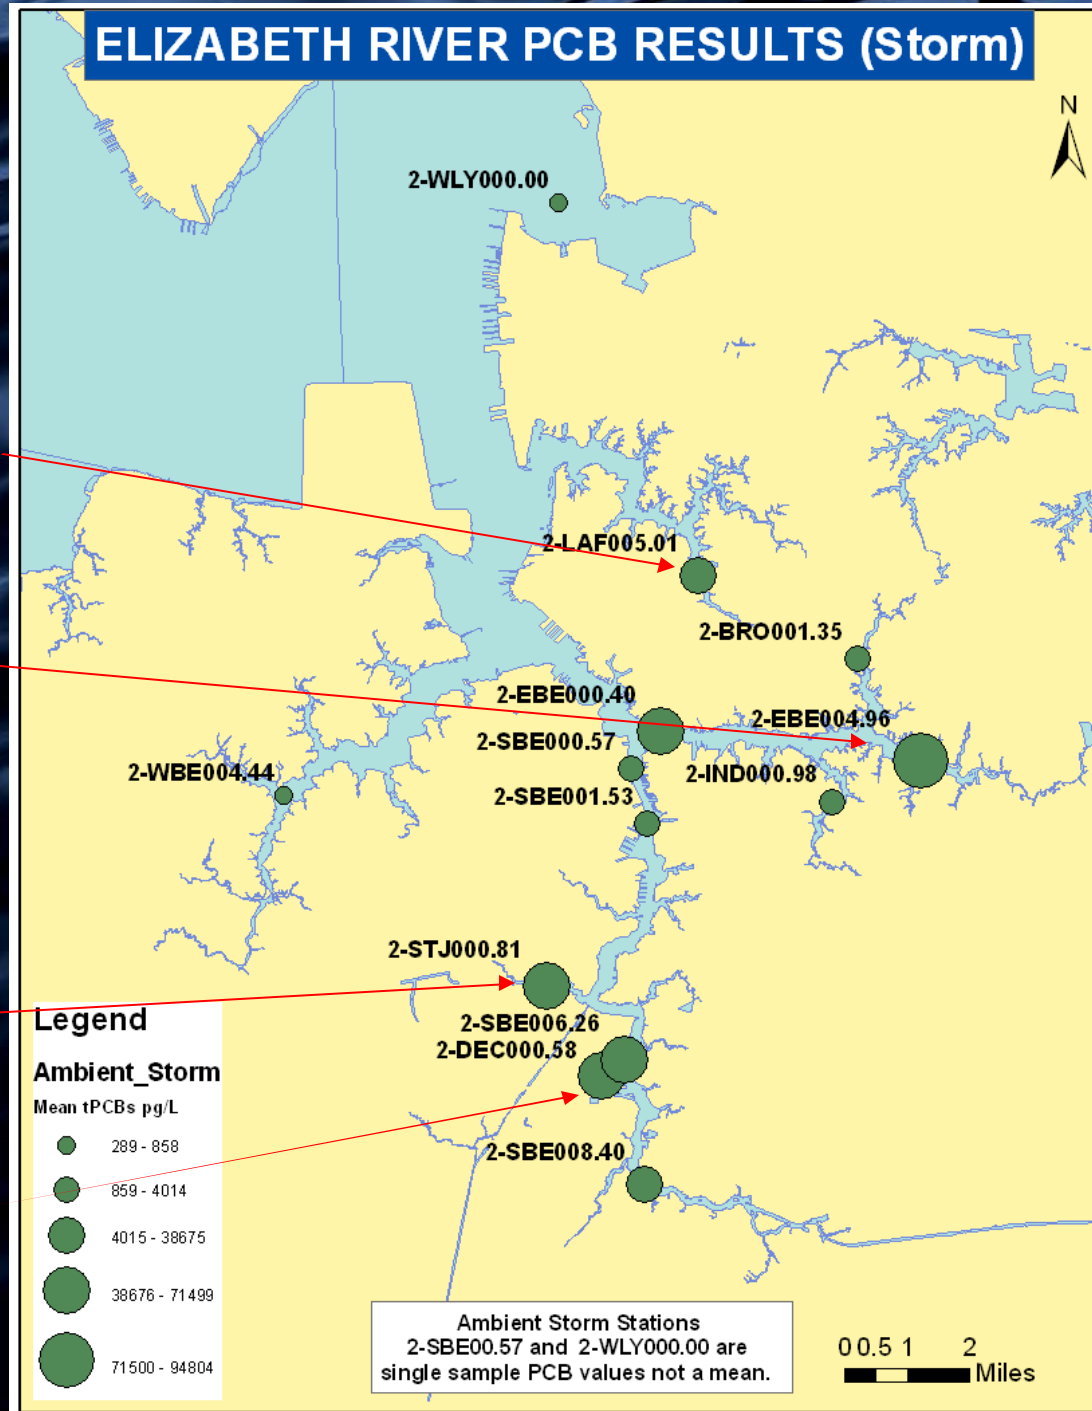 ELIZABETH RIVER PCB RESULTS (Storm)
N
2-WLY000.00
2-LAF005.01
2-BRO001.35
2-EBE000.40
2-EBE004.96
2-SBE000.57
2-IND000.98
2-WBE004.44
2-SBE001.53
2-STJ000.81
2-SBE006.26
2-DEC000.58
2-SBE008.40
Legend
Ambient_Storm
Mean tPCBs pg/L
289 - 858
859 - 4014
4015 - 38675
38676 - 71499
71500 - 94804
Ambient Storm Stations
2-SBE00.57 and 2-WLY000.00 are
single sample PCB values not a mean.
0 0.5 1 2
Miles